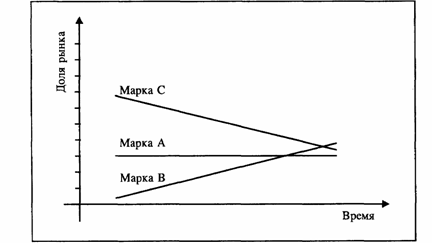 Доля рынка
Марка С
Марка А
Марка В
Время